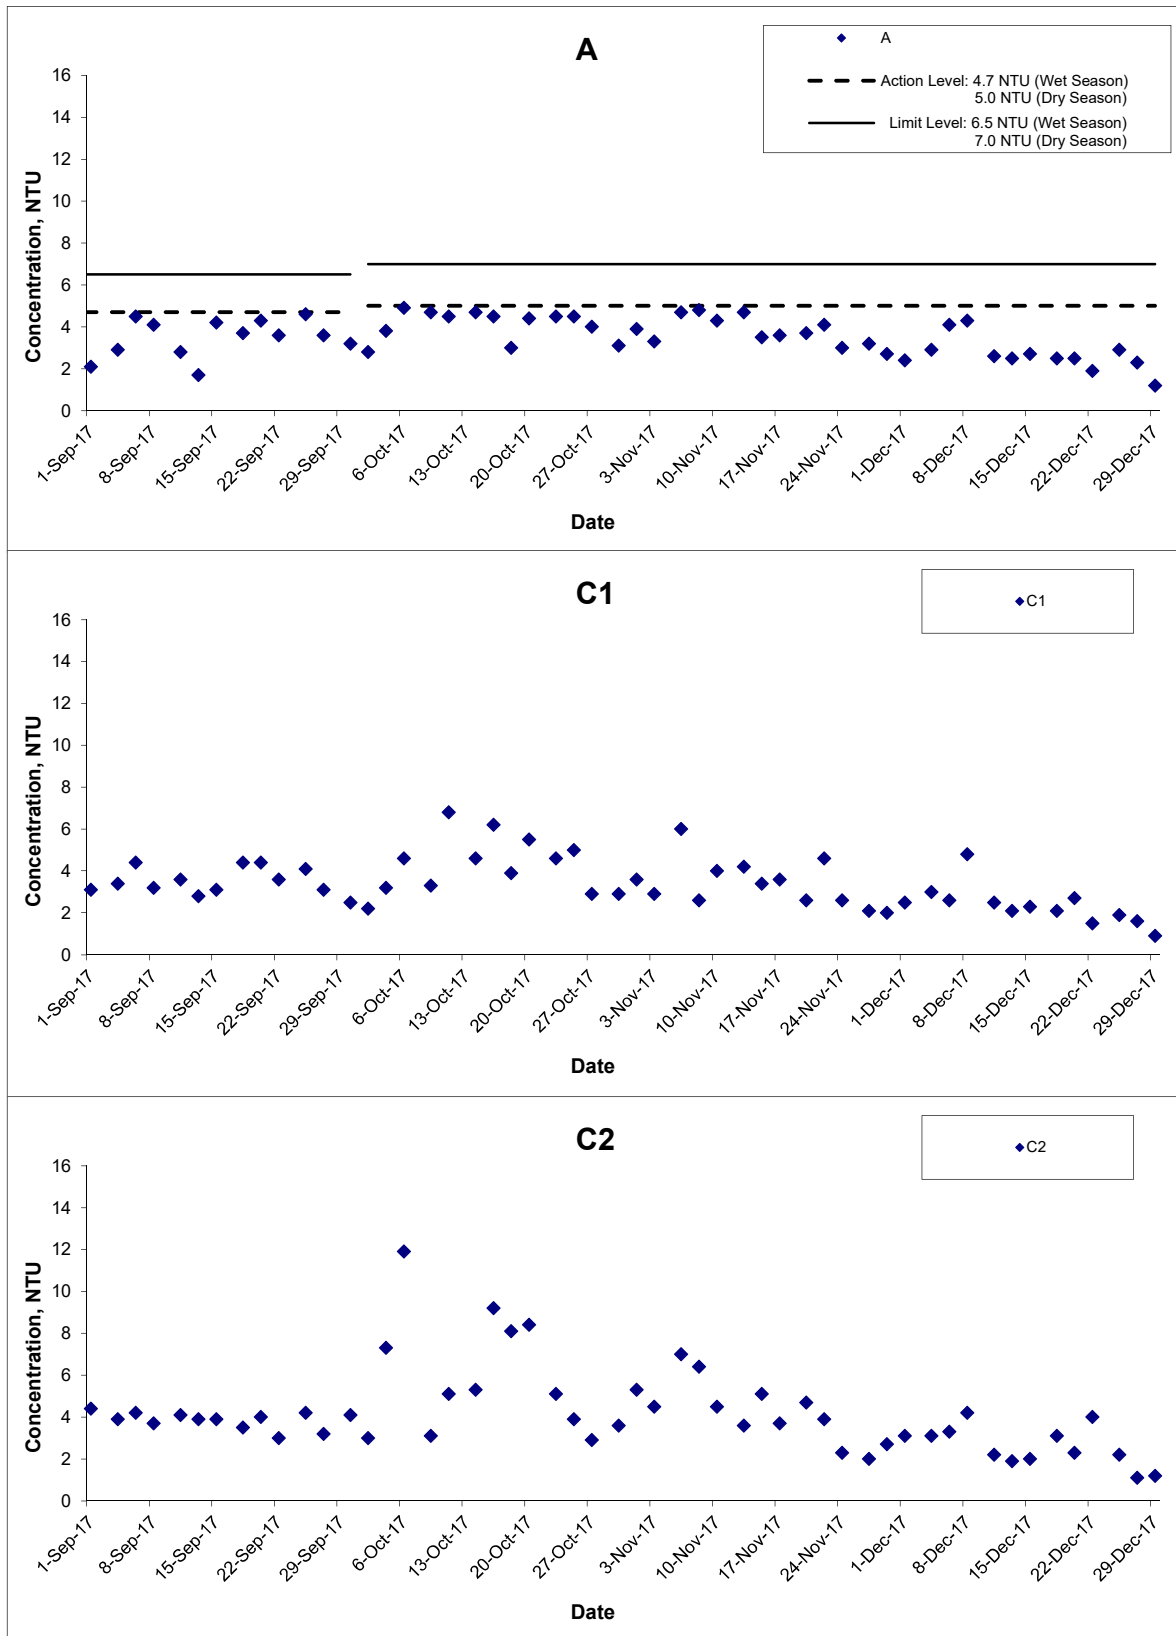 A
A
Action Level: 4.7 NTU (Wet Season)
5.0 NTU (Dry Season)
Limit Level: 6.5 NTU (Wet Season)
7.0 NTU (Dry Season)
Concentration, NTU
16
14
12
10
8
6
4
2
0
1-Sep-17
8-Sep-17
15-Sep-17
22-Sep-17
29-Sep-17
6-Oct-17
13-Oct-17
20-Oct-17
27-Oct-17
3-Nov-17
10-Nov-17
17-Nov-17
24-Nov-17
1-Dec-17
8-Dec-17
15-Dec-17
22-Dec-17
29-Dec-17
Date
C1
C1
Concentration, NTU
16
14
12
10
8
6
4
2
0
1-Sep-17
8-Sep-17
15-Sep-17
22-Sep-17
29-Sep-17
6-Oct-17
13-Oct-17
20-Oct-17
27-Oct-17
3-Nov-17
10-Nov-17
17-Nov-17
24-Nov-17
1-Dec-17
8-Dec-17
15-Dec-17
22-Dec-17
29-Dec-17
Date
C2
C2
Concentration, NTU
16
14
12
10
8
6
4
2
0
1-Sep-17
8-Sep-17
15-Sep-17
22-Sep-17
29-Sep-17
6-Oct-17
13-Oct-17
20-Oct-17
27-Oct-17
3-Nov-17
10-Nov-17
17-Nov-17
24-Nov-17
1-Dec-17
8-Dec-17
15-Dec-17
22-Dec-17
29-Dec-17
Date